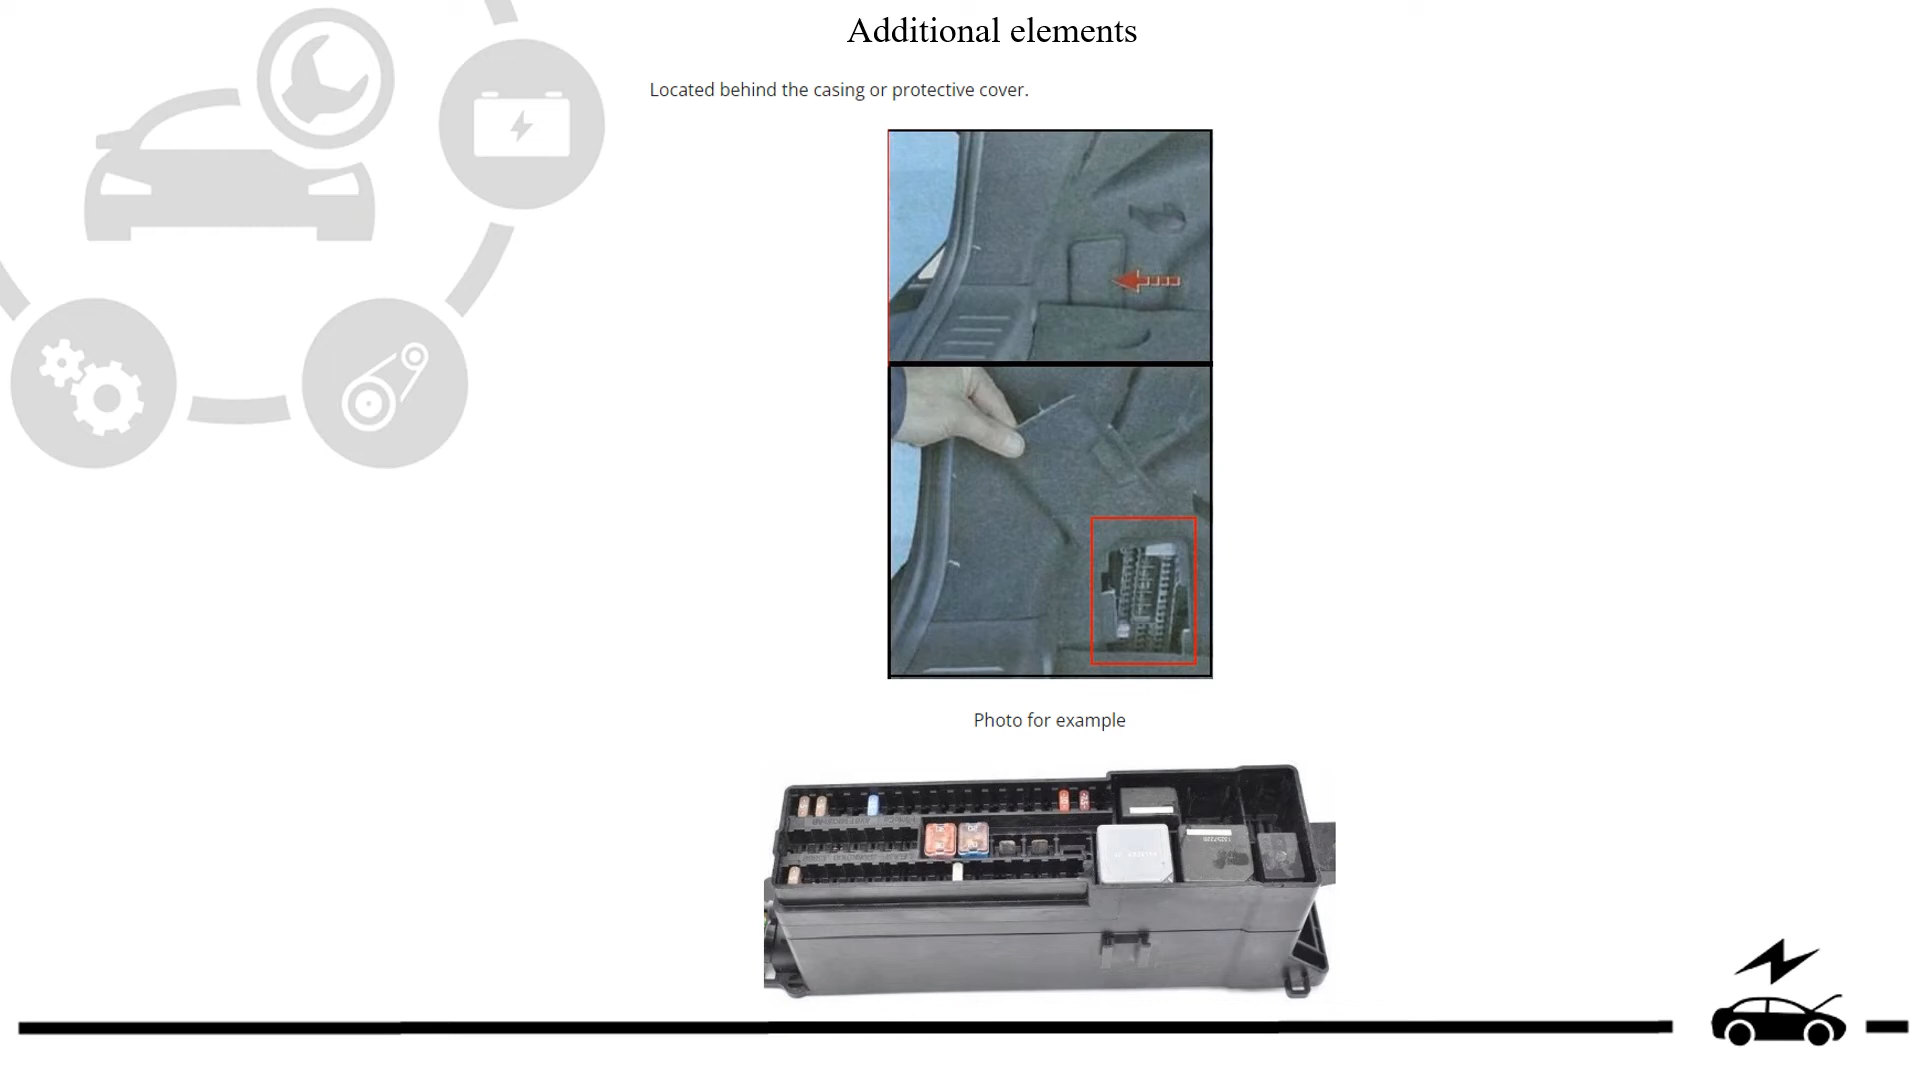 Additional elements
Located behind the casing or protective cover.
Photo for example